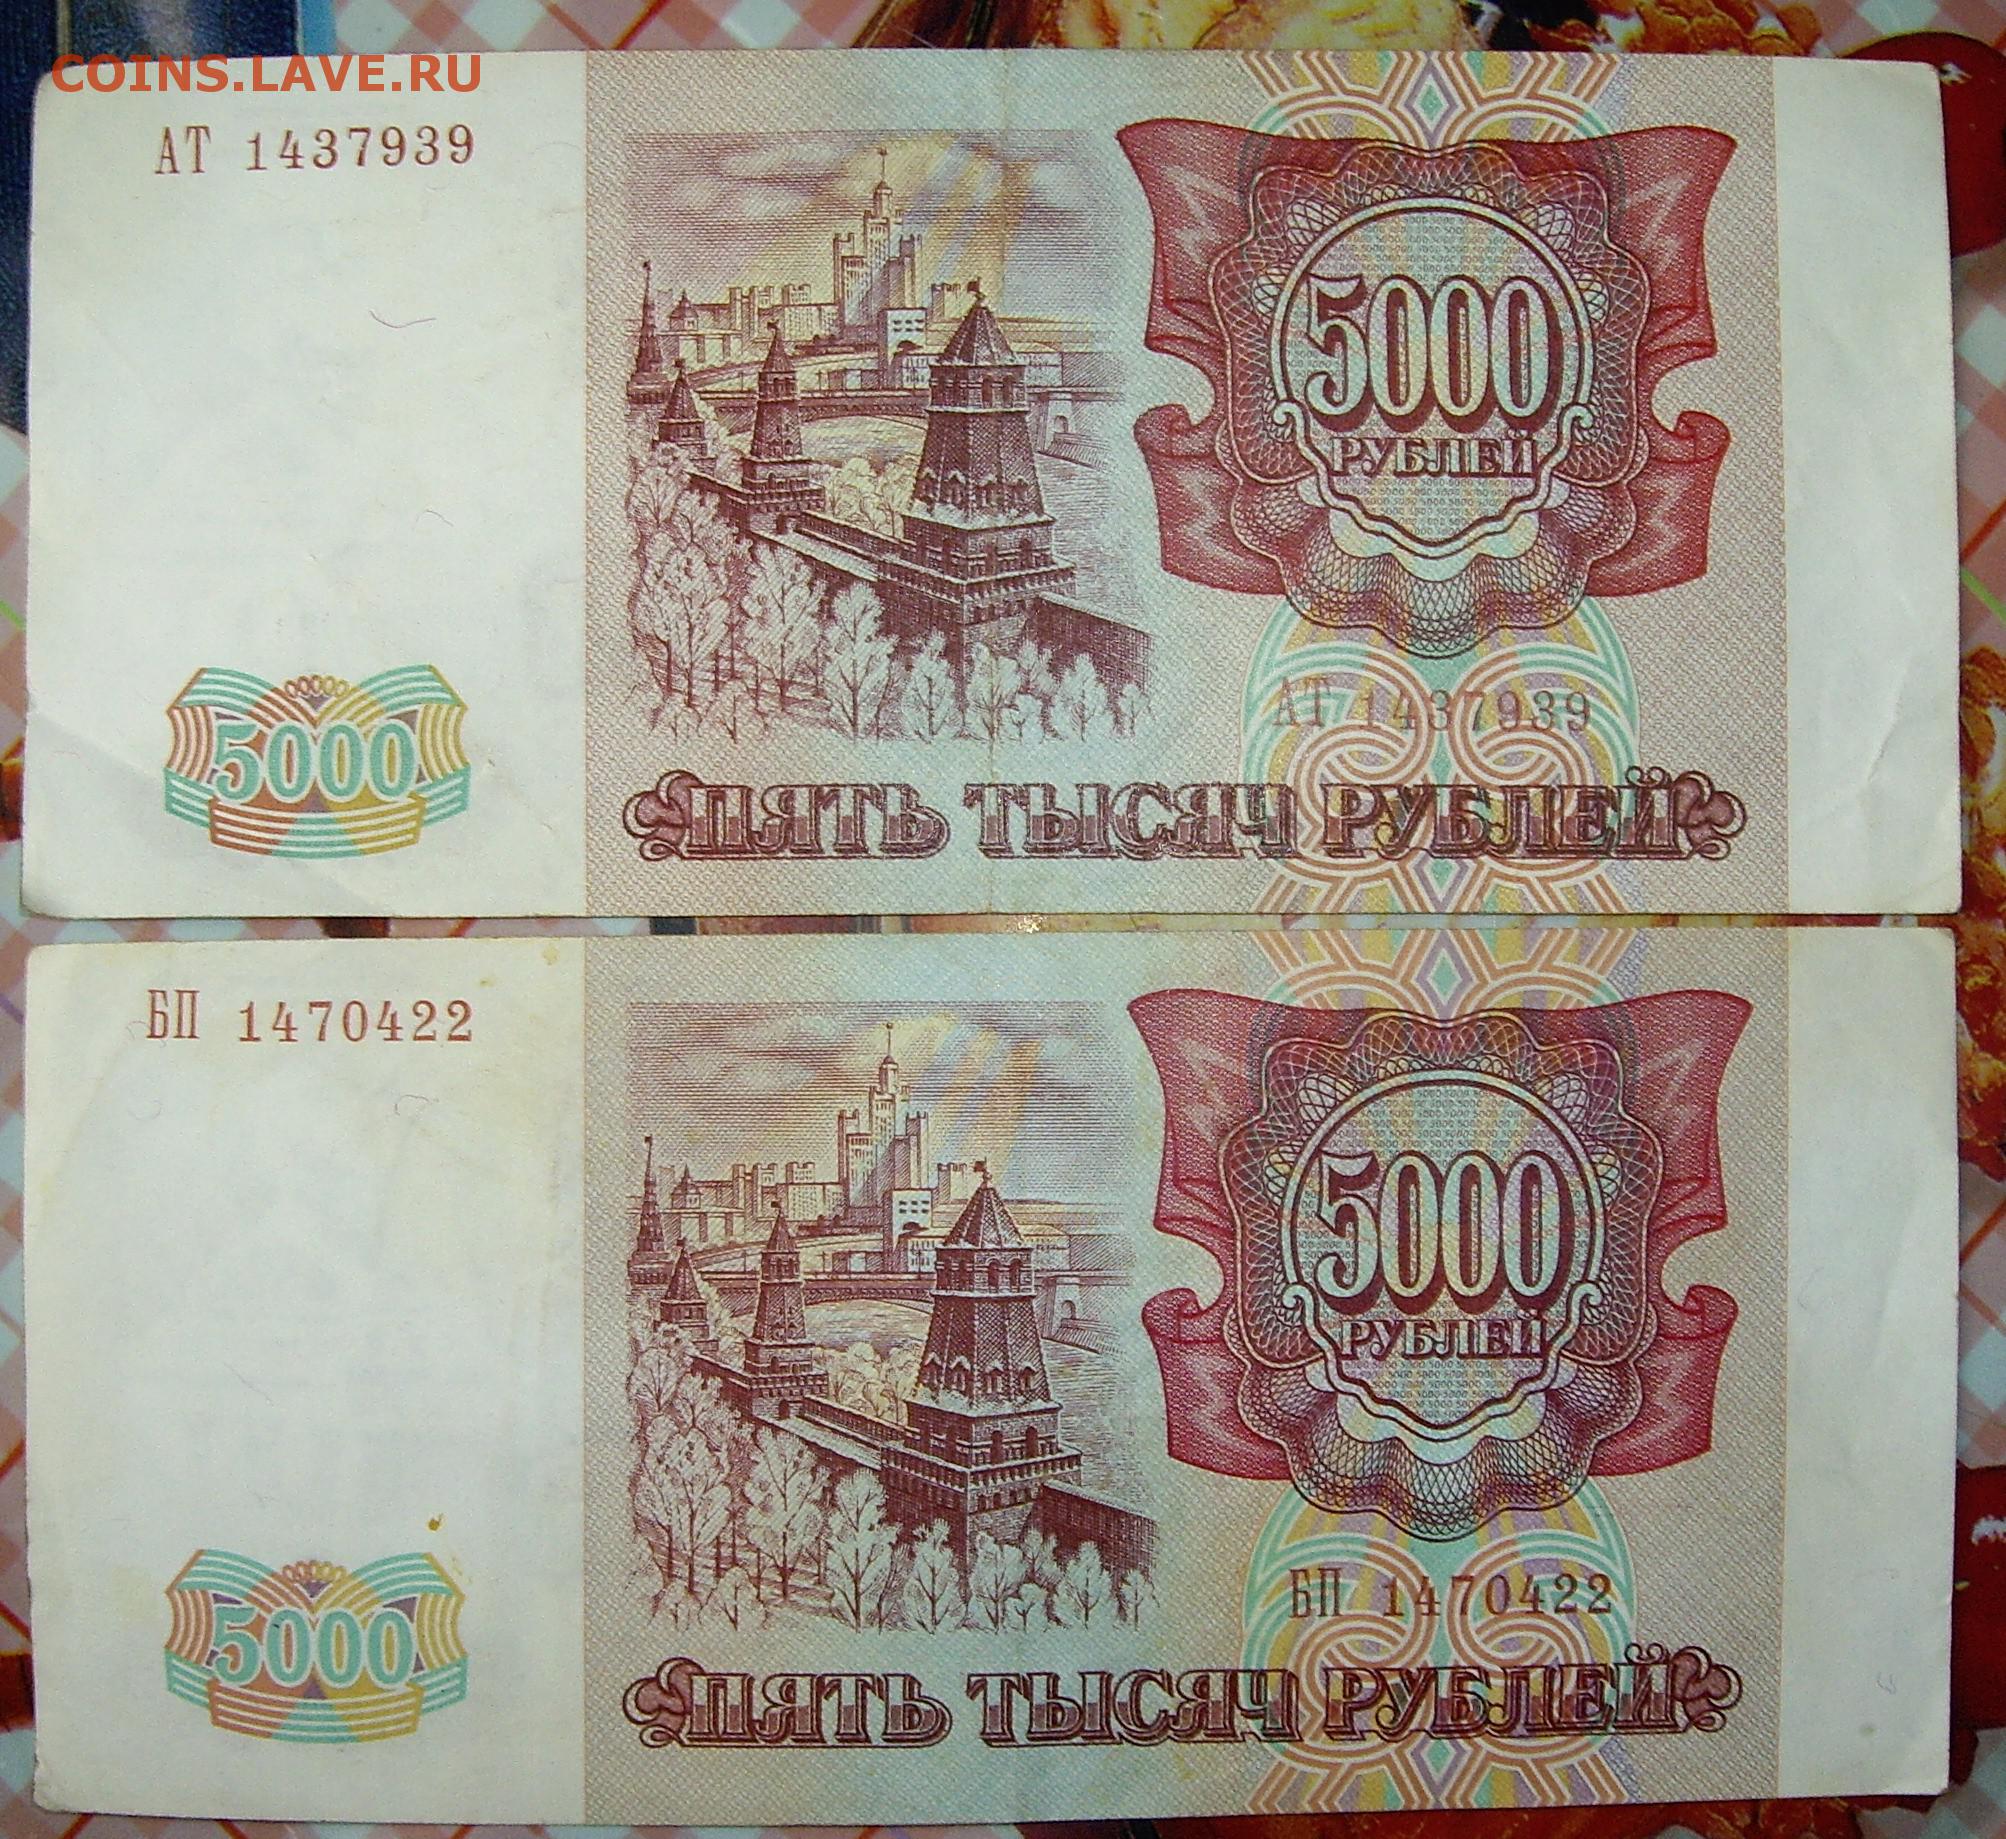 COINS.LAVE.RU
АТ 1437939
5000
РУБЛЕЙ
АТ 1437939
5000
ПЯТЬ ТЫСЯЧ РУБЛЕЙ
БП 1470422
5000
РУБЛЕЙ
БП 1470422
5000
ПЯТЬ ТЫСЯЧ РУБЛЕЙ